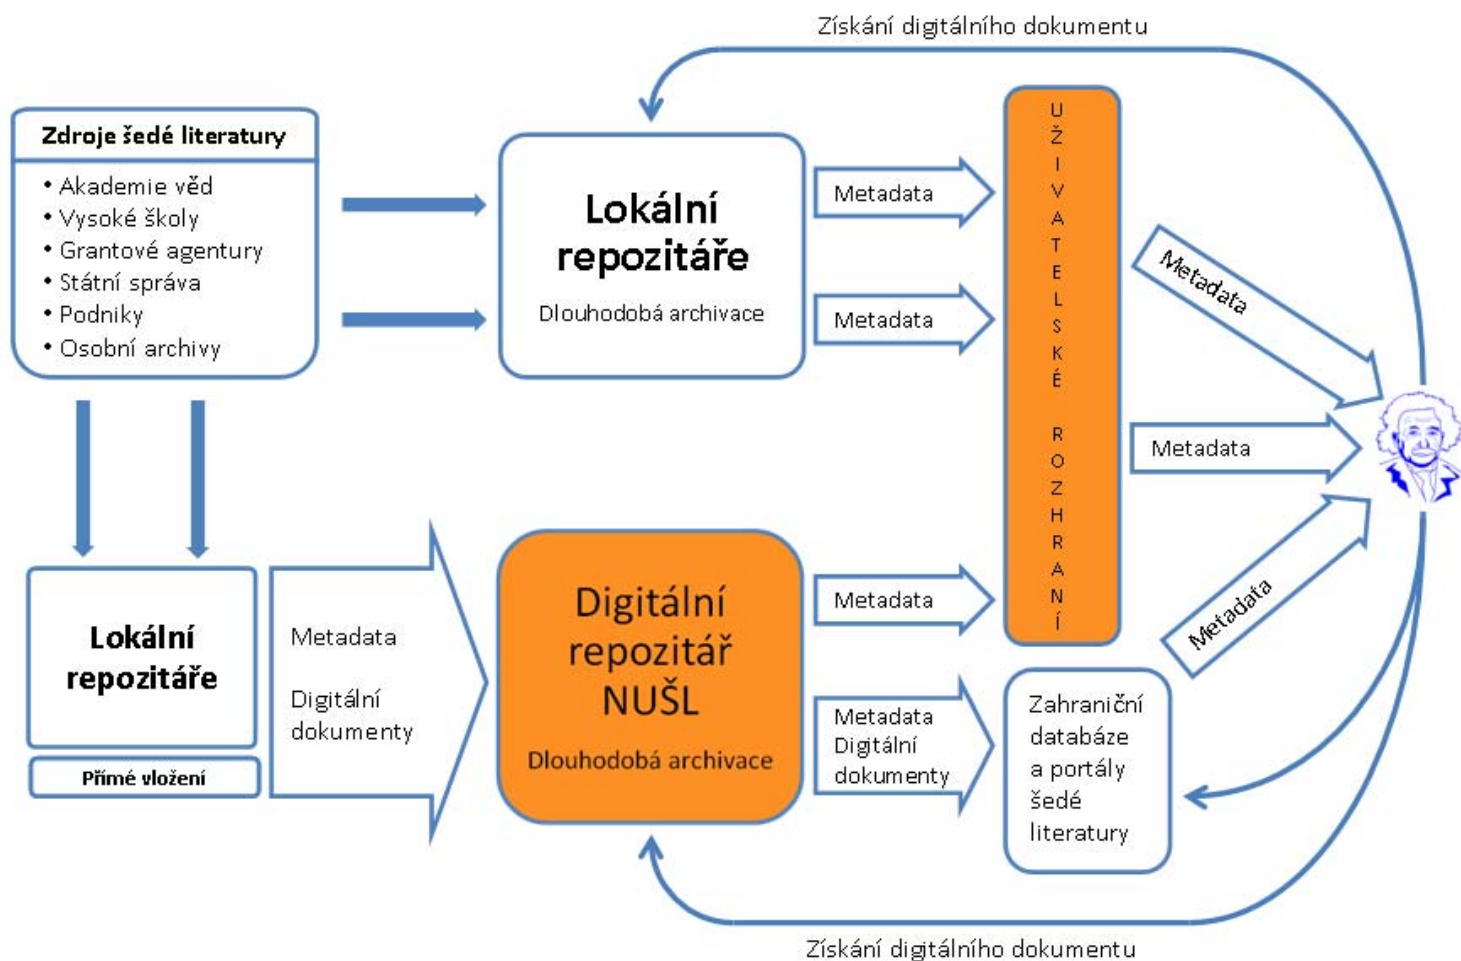 Získání digitálního dokumentu
Zdroje šedé literatury
• Akademie věd
• Vysoké školy
• Grantové agentury
• Státní správa
• Podniky
• Osobní archivy
Lokální
repozitáře
Dlouhodobá archivace
Metadata
Metadata
UŽIVATELSKÉ ROZHRANÍ
Metadata
Metadata
Metadata
Lokální
repozitáře
Přímé vložení
Metadata
Digitální
dokumenty
Digitální
repozitář
NUŠL
Dlouhodobá archivace
Metadata
Metadata
Digitální
dokumenty
Zahraniční
databáze
a portály
šedé
literatury
Získání digitálního dokumentu